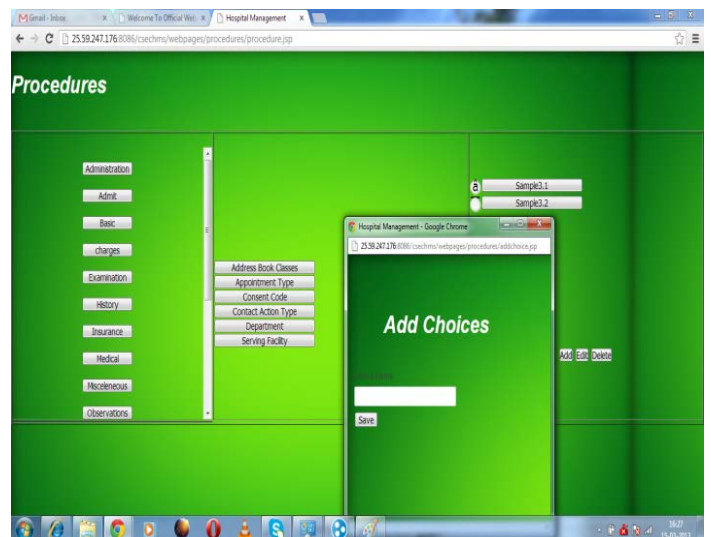 Gmail - Inbox
Welcome To Official Wel
Hospital Management
25.59.247.176:8086/csechms/webpages/procedures/procedure.jsp
Procedures
Administration
Admit
Basic
charges
Examination
History
Insurance
Medical
Misceleneous
Observations
Address Book Classes
Appointment Type
Consent Code
Contact Action Type
Department
Serving Facility
a
Sample3.1
Sample3.2
Add Edit Delete
Hospital Management - Google Chrome
25.59.247.176:8086/csechms/webpages/procedures/addchoice.jsp
Add Choices
Save
16:27